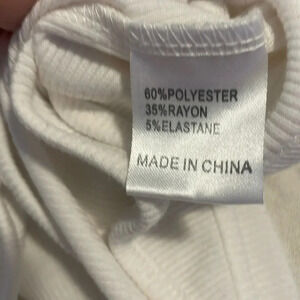 60%POLYESTER
35%RAYON
5%ELASTANE
MADE IN CHINA